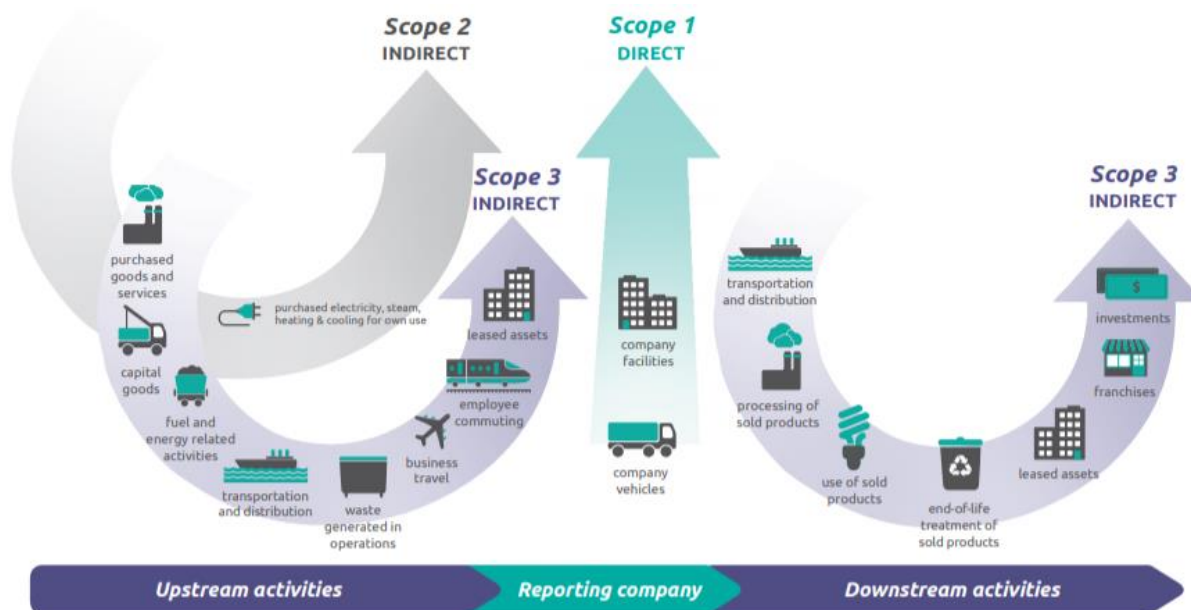 Scope 2
INDIRECT
Scope 1
DIRECT
Scope 3
INDIRECT
Scope 3
INDIRECT
purchased
goods and
services
capital
goods
fuel and
energy related
activities
purchased electricity, steam,
heating & cooling for own use
transportation
and distribution
waste
generated in
operations
business
travel
employee
commuting
leased assets
company
facilities
company
vehicles
transportation
and distribution
processing of
sold products
use of sold
products
end-of-life
treatment of
sold products
leased assets
franchises
$
investments
Upstream activities
Reporting company
Downstream activities